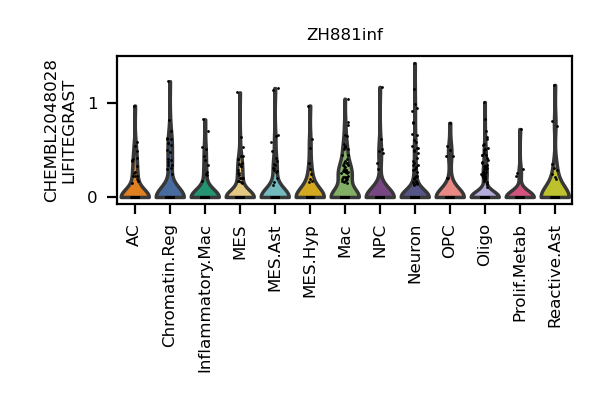 ZH881inf
CHEMBL2048028
LIFITEGRAST
1
0
AC
Chromatin.Reg
Inflammatory.Mac
MES
MES.Ast
MES.Hyp
Mac
NPC
Neuron
OPC
Oligo
Prolif.Metab
Reactive.Ast